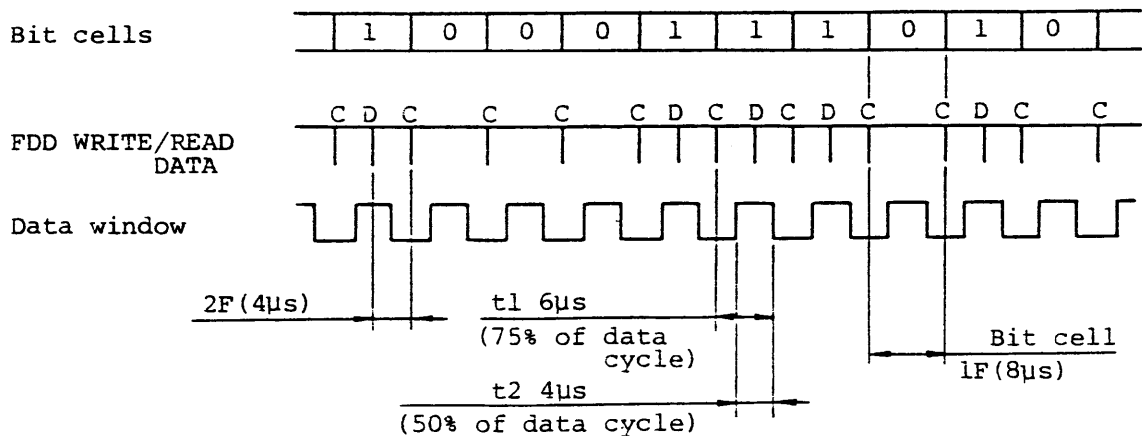 Bit cells 1 0 0 0 1 1 1 0 1 0
C D C C C C D C D C D C C D C C
FDD WRITE/READ
DATA
Data window
2F(4µs) t1 6µs
(75% of data
cycle)
Bit cell
1F(8µs)
t2 4µs
(50% of data cycle)